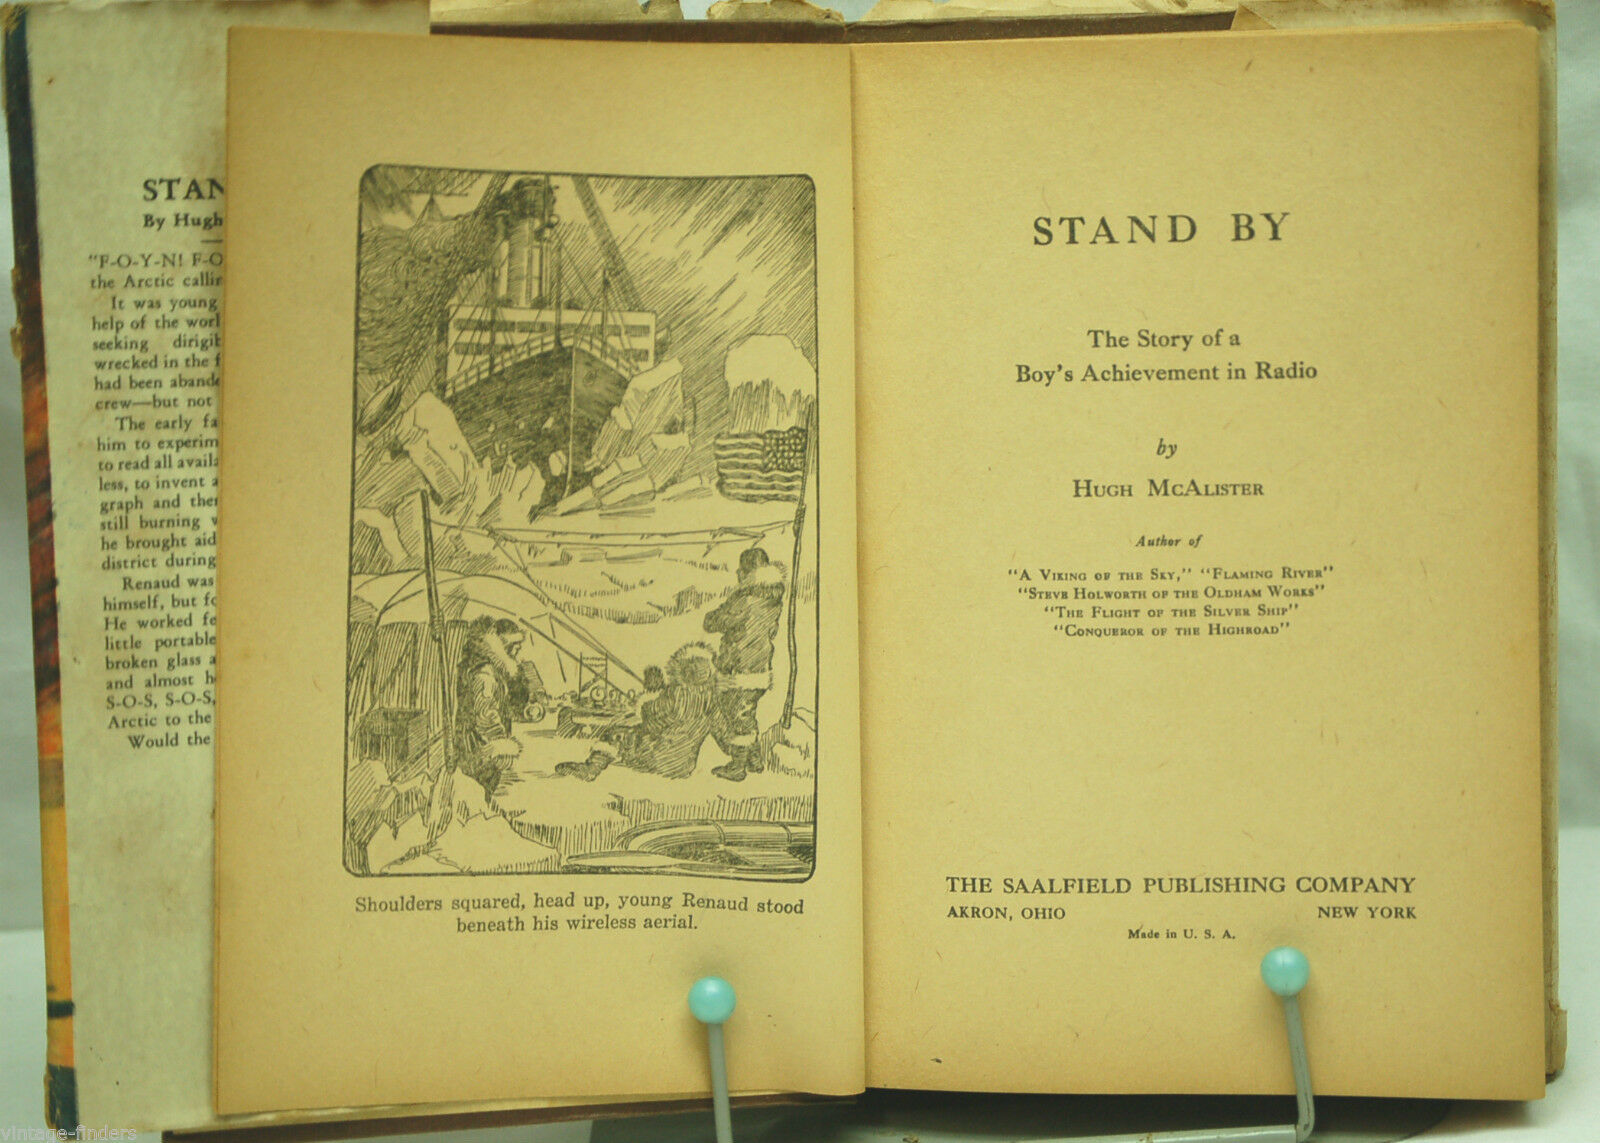 STAN
By Hugh
"F-O-Y-N! F-O
the Arctic callin
It was young
help of the worl
seeking dirigib
wrecked in the f
had been abando
crew—but not
The early fa
him to experim
to read all availa
less, to invent a
graph and then
still burning w
he brought aid
district during
Renaud was
himself, but fo
He worked fe
little portable
broken glass a
and almost h
S-O-S, S-O-S,
Arctic to the
Would the
Shoulders squared, head up, young Renaud stood
beneath his wireless aerial.
STAND BY
The Story of a
Boy's Achievement in Radio
by
HUGH McALISTER
Author of
"A VIKING OF THE SKY," "FLAMING RIVER"
"STEVE HOLWORTH OF THE OLDHAM WORKS"
"THE FLIGHT OF THE SILVER SHIP"
"CONQUEROR OF THE HIGHROAD"
THE SAALFIELD PUBLISHING COMPANY
AKRON, OHIO NEW YORK
Made in U. S. A.
vintage-finders